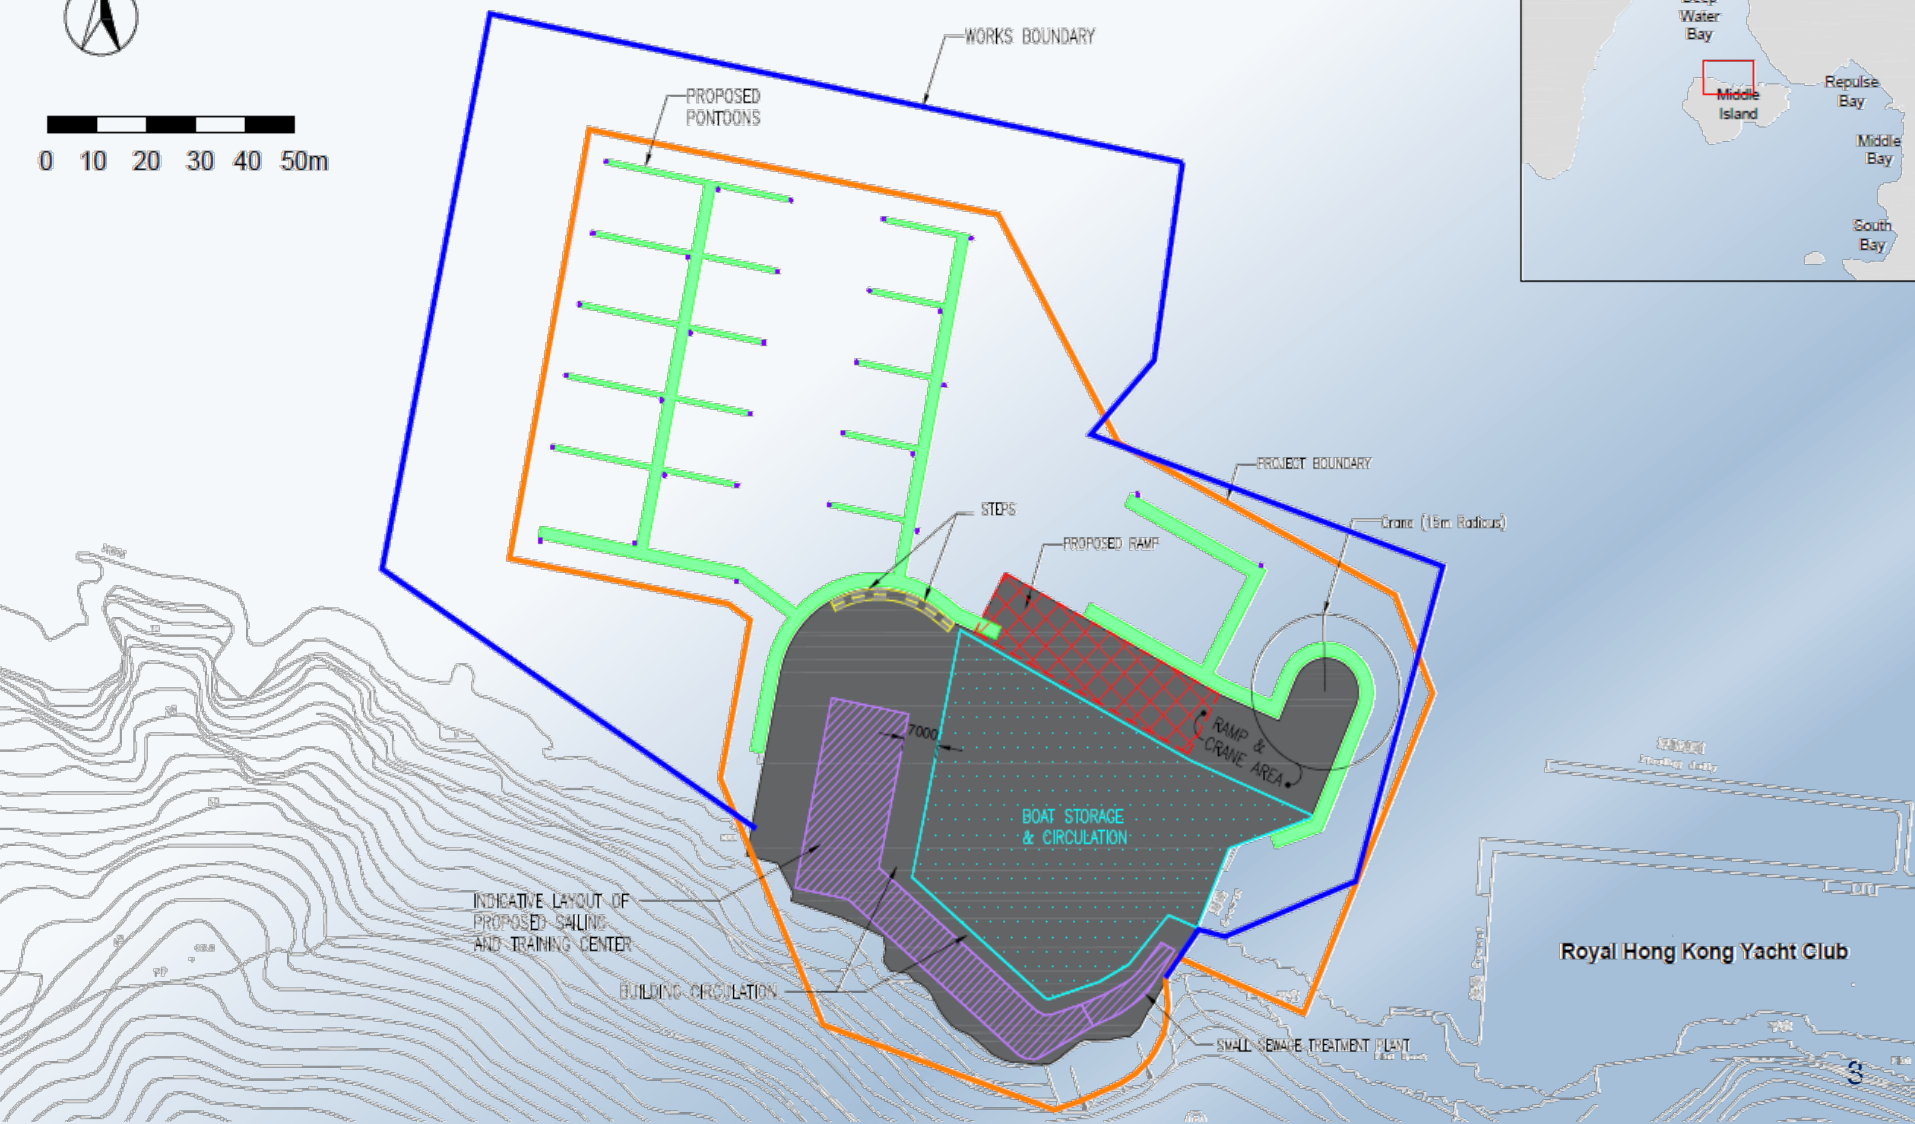 WORKS BOUNDARY
PROPOSED
PONTOONS
0 10 20 30 40 50m
Water
Bay
Repulse
Bay
Middle
Island
Middle
Bay
South
Bay
PROJECT BOUNDARY
STEPS
Crane (15m Radious)
PROPOSED RAMP
7000
RAMP &
CRANE AREA
BOAT STORAGE
& CIRCULATION
INDICATIVE LAYOUT OF
PROPOSED SAILING
AND TRAINING CENTER
Royal Hong Kong Yacht Club
BUILDING CIRCULATION
SMALL SEWAGE TREATMENT PLANT
3